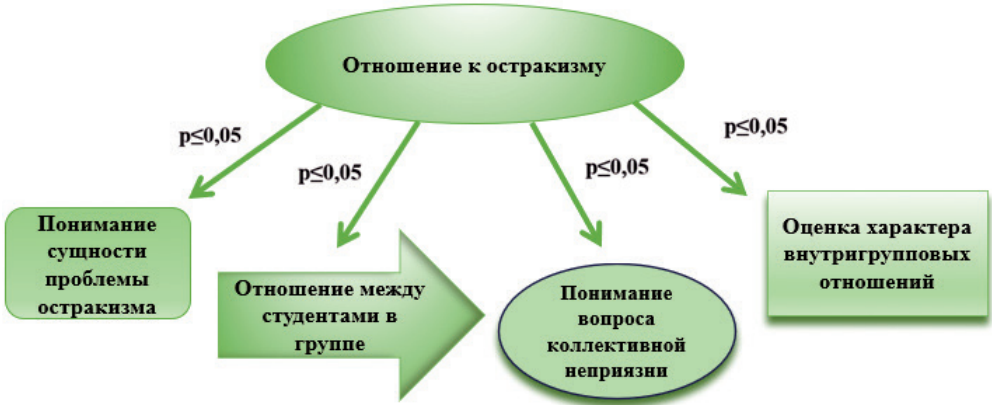 Отношение к остракизму
p≤0,05
p≤0,05
p≤0,05
p≤0,05
Понимание
сущности
проблемы
остракизма
Отношение между
студентами в
группе
Понимание
вопроса
коллективной
неприязни
Оценка характера
внутригрупповых
отношений